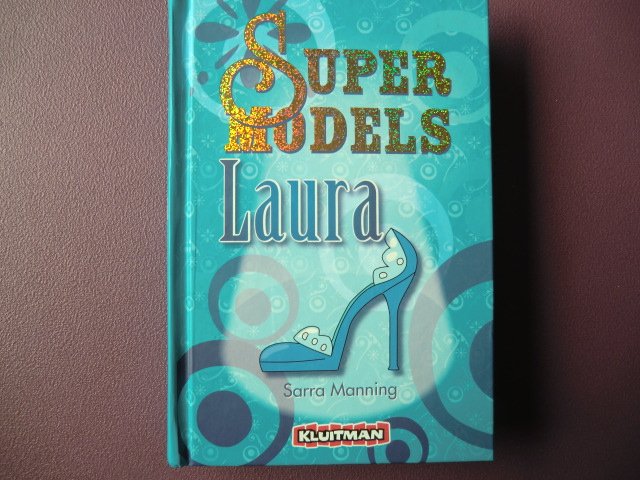 SUPER
MODELS
Laura
Sarra Manning
KLUITMAN